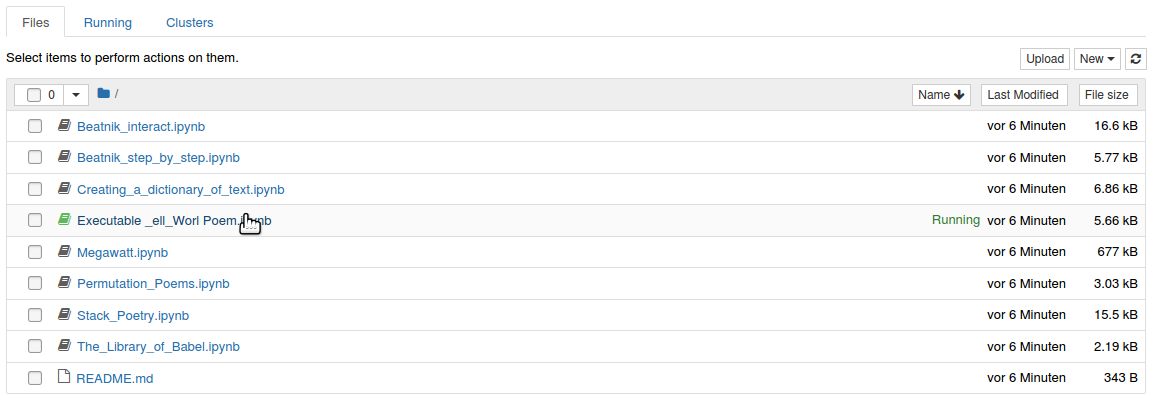 Files Running Clusters
Select items to perform actions on them. Upload New
0 / Name Last Modified File size
Beatnik_interact.ipynb vor 6 Minuten 16.6 kB
Beatnik_step_by_step.ipynb vor 6 Minuten 5.77 kB
Creating_a_dictionary_of_text.ipynb vor 6 Minuten 6.86 kB
Executable _ell_Worl Running vor 6 Minuten 5.66 kB
Megawatt.ipynb vor 6 Minuten 677 kB
Permutation_Poems.ipynb vor 6 Minuten 3.03 kB
Stack_Poetry.ipynb vor 6 Minuten 15.5 kB
The_Library_of_Babel.ipynb vor 6 Minuten 2.19 kB
README.md vor 6 Minuten 343 B